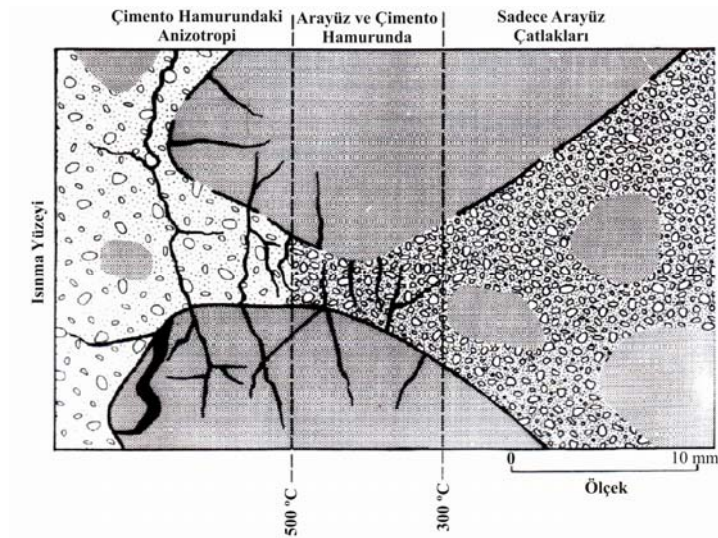 Çimento Hamurundaki
Anizotropi
Arayüz ve Çimento
Hamurunda
Sadece Arayüz
Çatlakları
Isınma Yüzeyi
500 °C
300 °C
0 10 mm
Ölçek